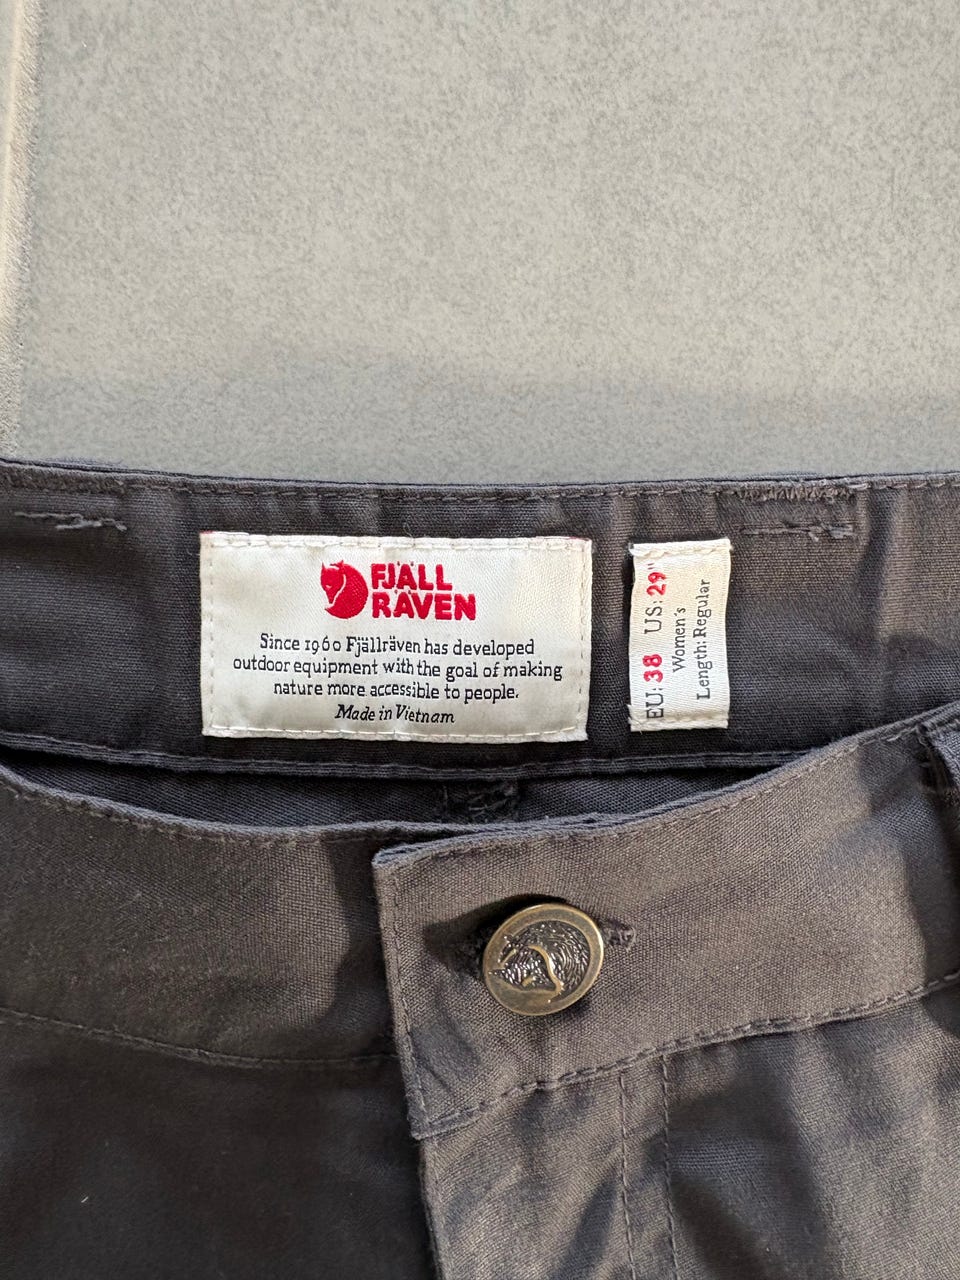 FJÄLL
RÄVEN
Since 1960 Fjällräven has developed
outdoor equipment with the goal of making
nature more accessible to people.
Made in Vietnam
EU: 38 US: 29"
Women's
Length: Regular